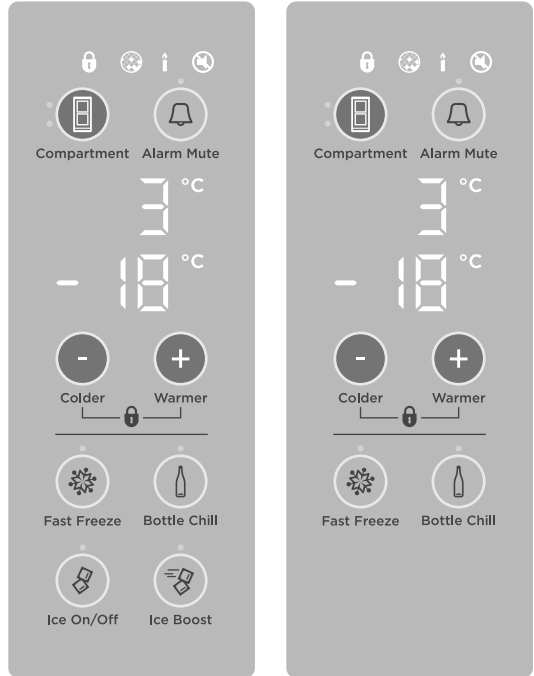 Compartment Alarm Mute
3 °C
- 18 °C
- +
Colder Warmer
Fast Freeze Bottle Chill
Ice On/Off Ice Boost
Compartment Alarm Mute
3 °C
- 18 °C
- +
Colder Warmer
Fast Freeze Bottle Chill